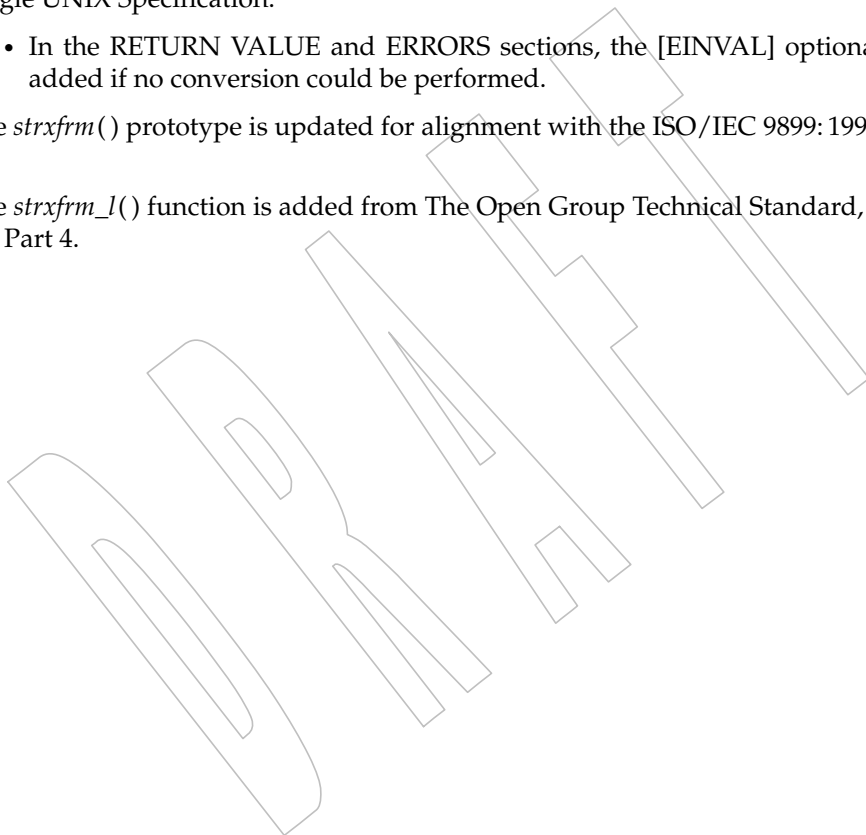 gle UNIX Specification.
• In the RETURN VALUE and ERRORS sections, the [EINVAL] optiona
added if no conversion could be performed.
e strxfrm( ) prototype is updated for alignment with the ISO/IEC 9899: 199
e strxfrm_l( ) function is added from The Open Group Technical Standard,
Part 4.
DRAFT